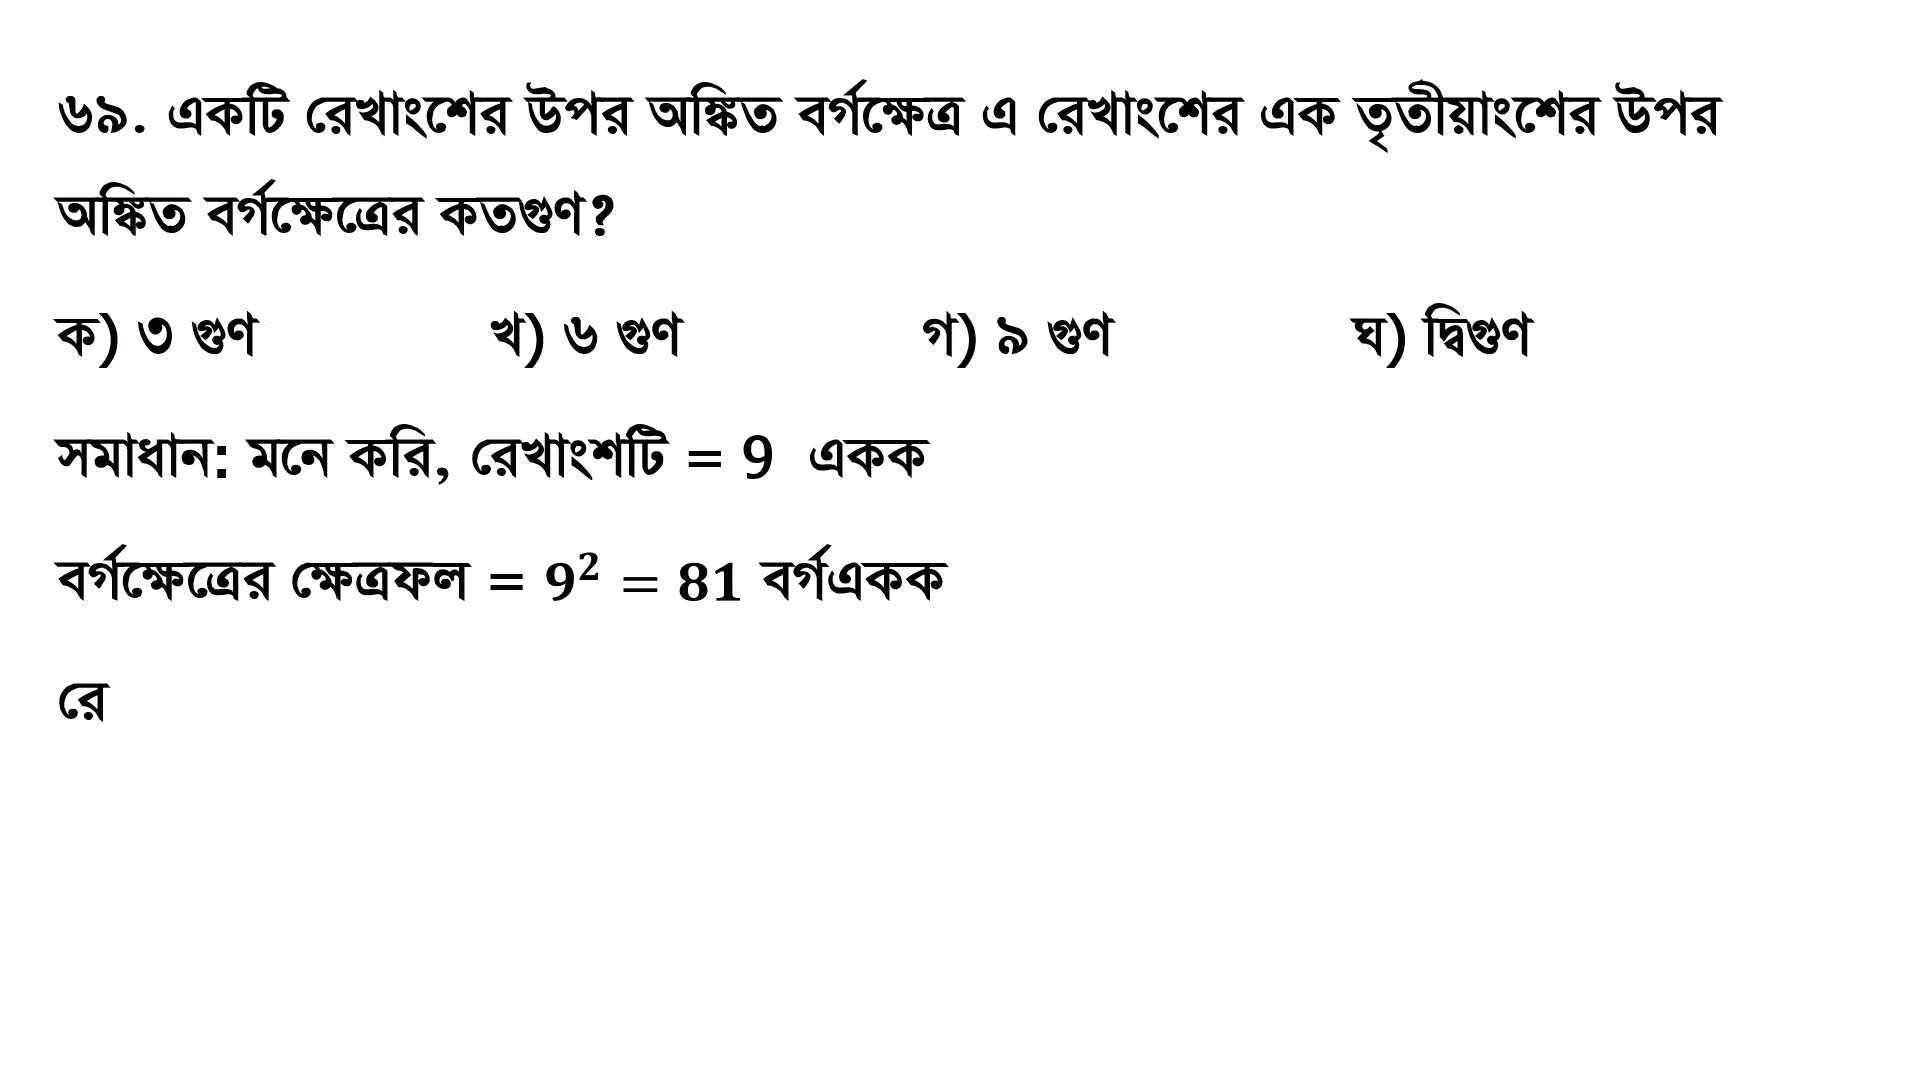 ৬৯. একটি রেখাংশের উপর অঙ্কিত বর্গক্ষেত্র এ রেখাংশের এক তৃতীয়াংশের উপর
অঙ্কিত বর্গক্ষেত্রের কতগুণ?
ক) ৩ গুণ খ) ৬ গুণ গ) ৯ গুণ ঘ) দ্বিগুণ
সমাধান: মনে করি, রেখাংশটি = 9 একক
বর্গক্ষেত্রের ক্ষেত্রফল = 9² = 81 বর্গএকক
রে